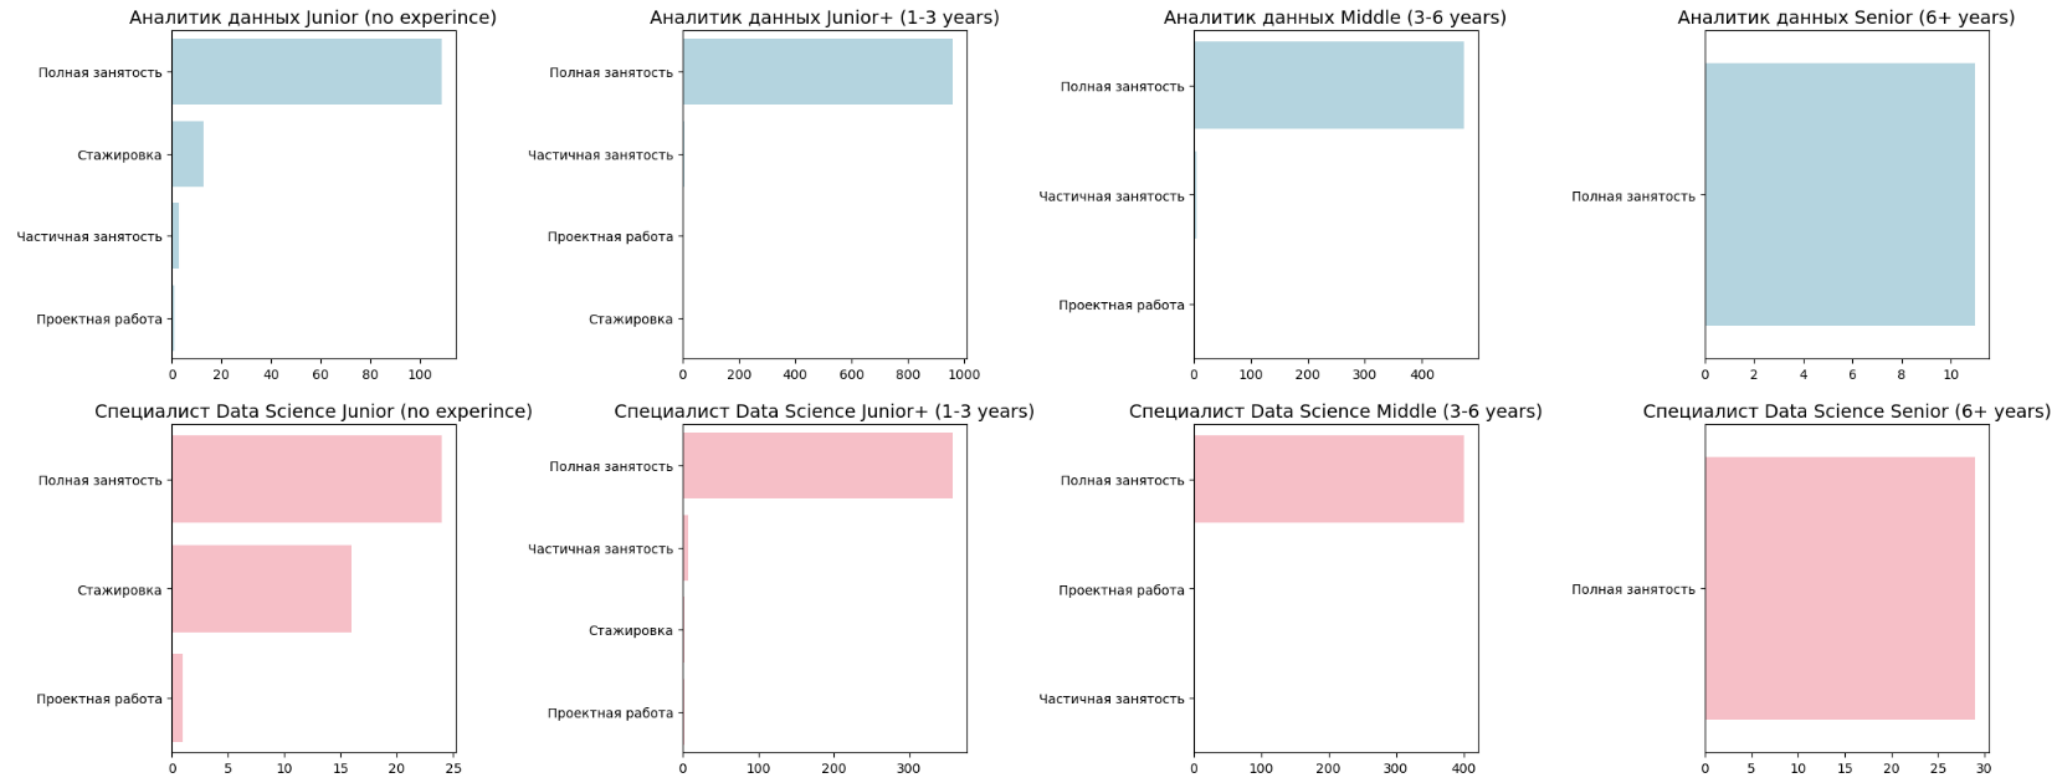 Аналитик данных Junior (no experince)
Полная занятость
Стажировка
Частичная занятость
Проектная работа
0 20 40 60 80 100
Аналитик данных Junior+ (1-3 years)
Полная занятость
Частичная занятость
Проектная работа
Стажировка
0 200 400 600 800 1000
Аналитик данных Middle (3-6 years)
Полная занятость
Частичная занятость
Проектная работа
0 100 200 300 400
Аналитик данных Senior (6+ years)
Полная занятость
0 2 4 6 8 10
Специалист Data Science Junior (no experince)
Полная занятость
Стажировка
Проектная работа
0 5 10 15 20 25
Специалист Data Science Junior+ (1-3 years)
Полная занятость
Частичная занятость
Стажировка
Проектная работа
0 100 200 300
Специалист Data Science Middle (3-6 years)
Полная занятость
Проектная работа
Частичная занятость
0 100 200 300 400
Специалист Data Science Senior (6+ years)
Полная занятость
0 5 10 15 20 25 30